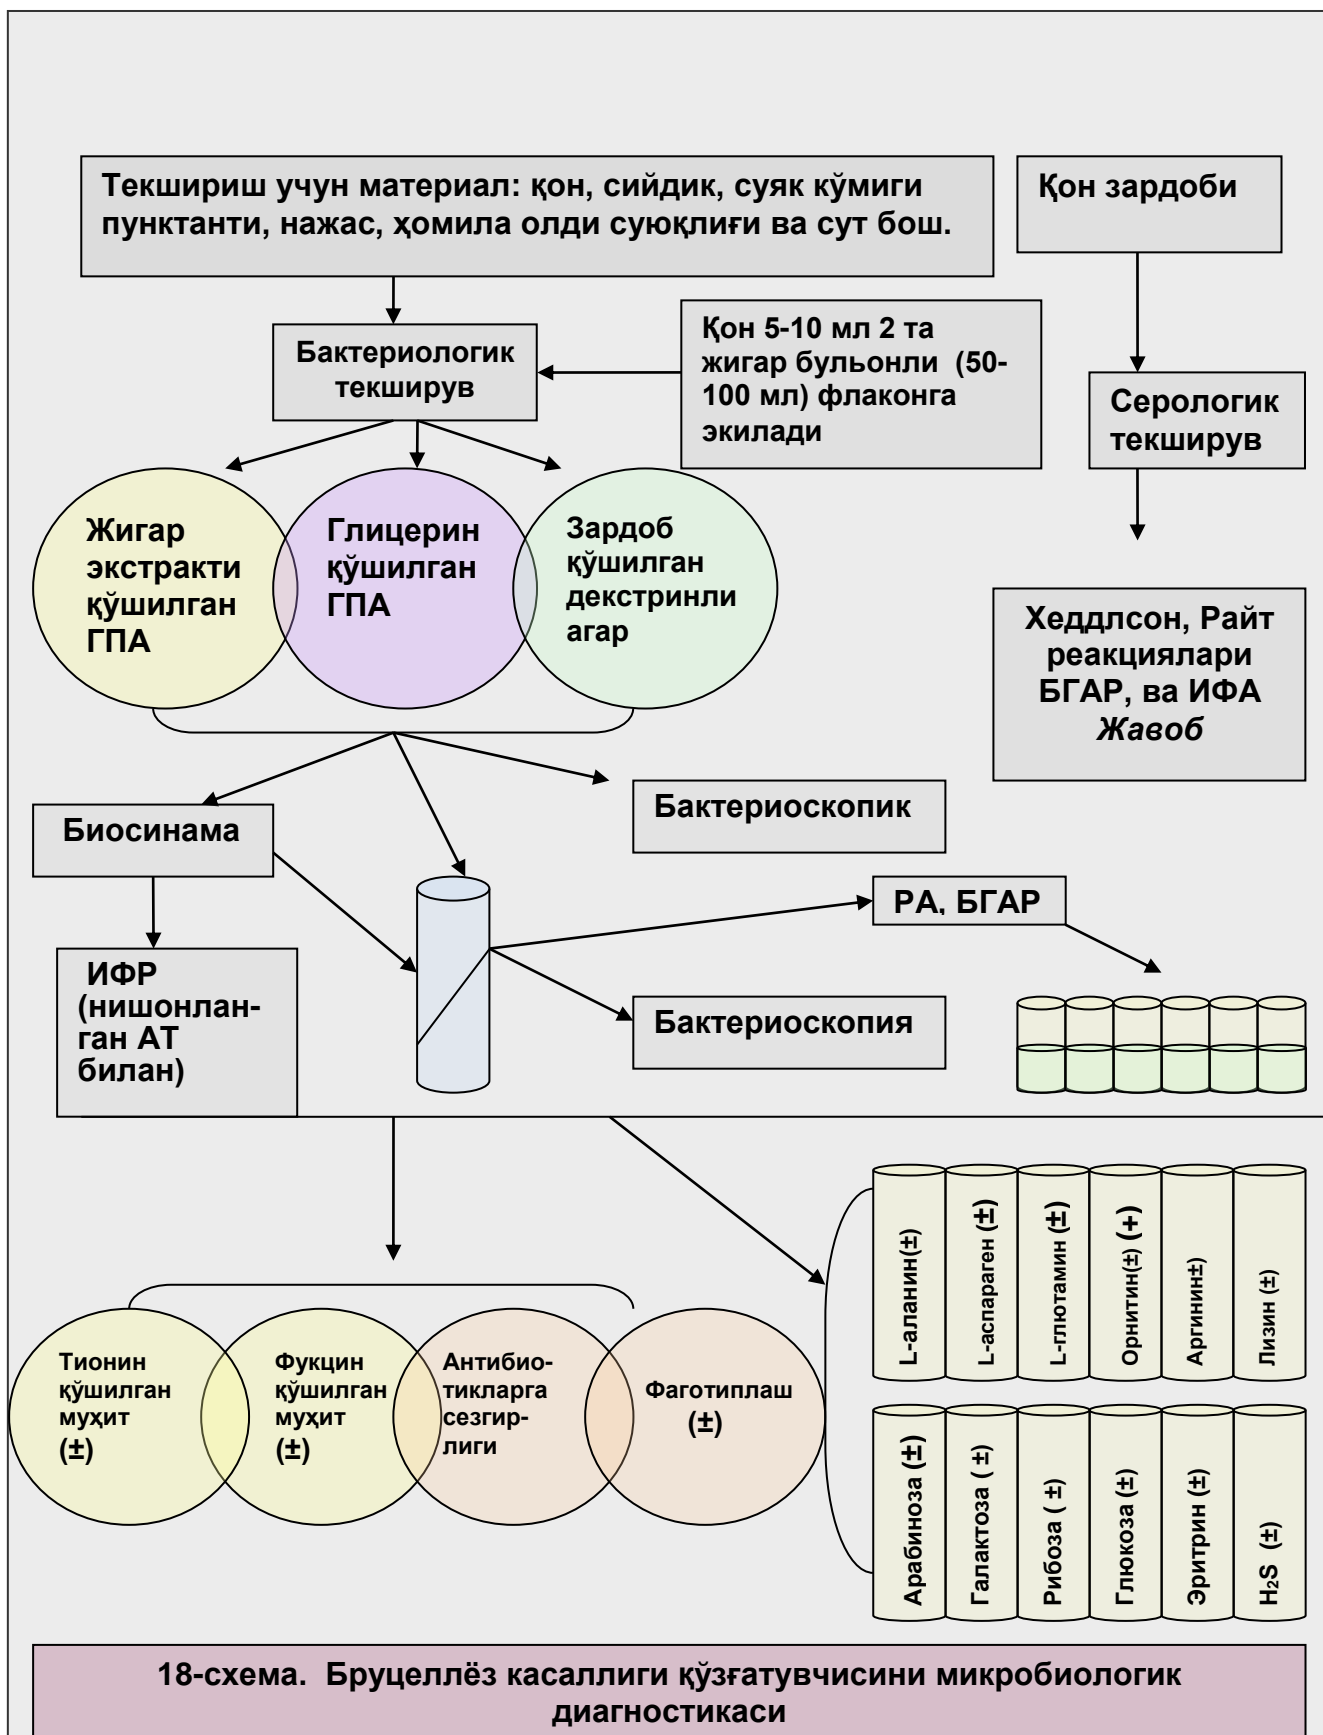 Текшириш учун материал: қон, сийдик, суяк кўмиги
пунктанти, нажас, ҳомила олди суюқлиғи ва сут бош.
Қон зардоби
Бактериологик
текширув
Қон 5-10 мл 2 та
жигар бульонли (50-
100 мл) флаконга
экилади
Серологик
текширув
Жигар
экстракти
қўшилган
ГПА
Глицерин
қўшилган
ГПА
Зардоб
қўшилган
декстринли
агар
Хеддлсон, Райт
реакциялари
БГАР, ва ИФА
Жавоб
Биосинама
Бактериоскопик
РА, БГАР
ИФР
(нишонлан-
ган АТ
билан)
Бактериоскопия
L-аланин(±)
L-аспараген (±)
L-глютамин (±)
Орнитин(±) (+)
Аргинин±)
Лизин (±)
Тионин
қўшилган
муҳит
(±)
Фукцин
қўшилган
муҳит
(±)
Антибио-
тикларга
сезгир-
лиги
Фаготиплаш
(±)
Арабиноза (±)
Галактоза ( ±)
Рибоза ( ±)
Глюкоза (±)
Эритрин (±)
H₂S (±)
18-схема. Бруцеллёз касаллиги қўзғатувчисини микробиологик
диагностикаси